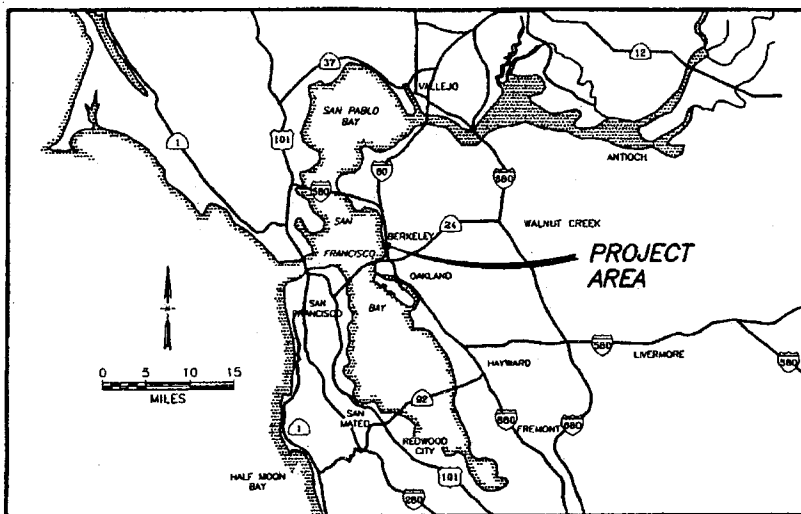 12
37
VALLEJO
SAN PABLO
BAY
1
101
80
ANTIOCH
580
680
SAN
24
WALNUT CREEK
BERKELEY
FRANCISCO
PROJECT
AREA
OAKLAND
SAN
FRANCISCO
BAY
580
LIVERMORE
580
HAYWARD
0 5 10 15
MILES
92
SAN
MATEO
1
REDWOOD
CITY
FREMONT
HALF MOON
BAY
101
280